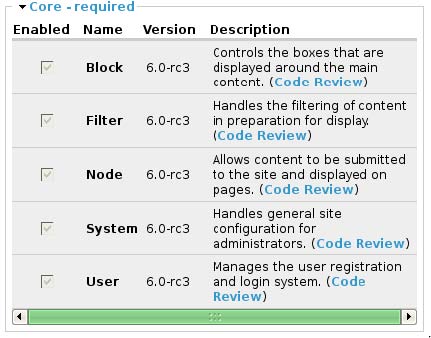 Core - required
Enabled Name Version Description
Controls the boxes that are
displayed around the main
Block 6.0-rc3 content. (Code Review)
Handles the filtering of content
Filter 6.0-rc3 in preparation for display.
(Code Review)
Allows content to be submitted
Node 6.0-rc3 to the site and displayed on
pages. (Code Review)
Handles general site
System 6.0-rc3 configuration for
administrators. (Code Review)
Manages the user registration
User 6.0-rc3 and login system. (Code
Review)